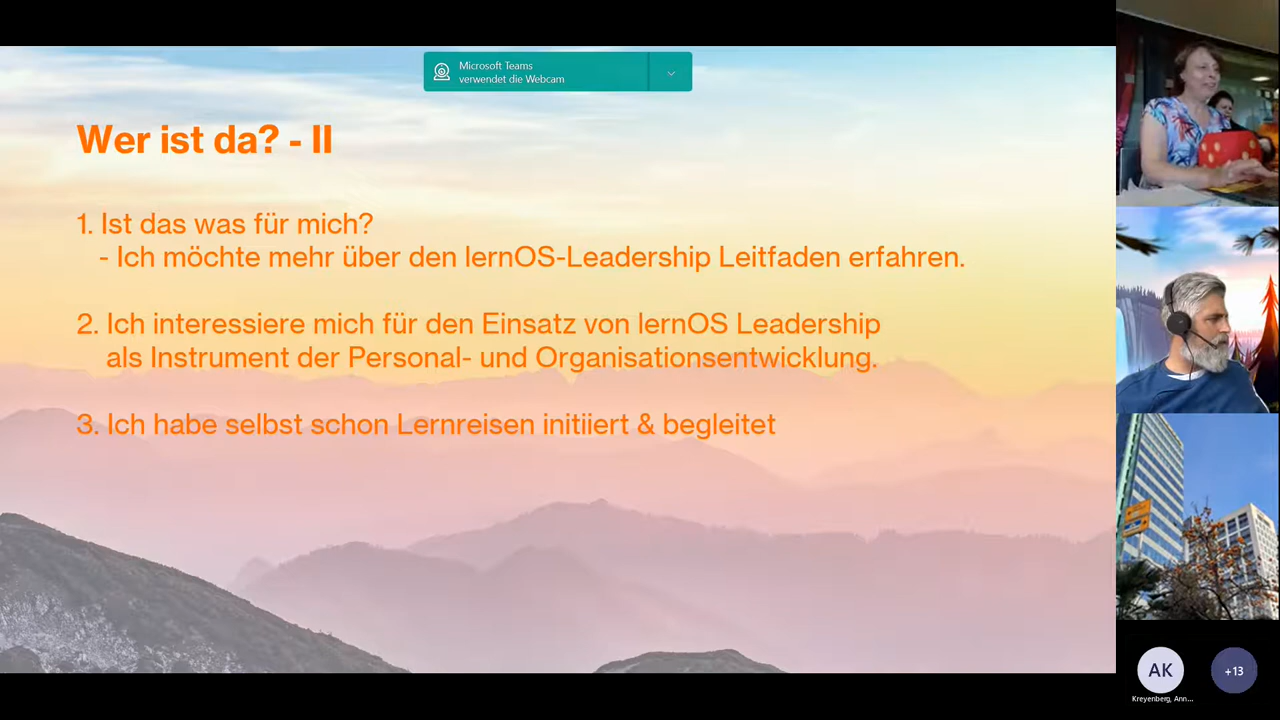 Microsoft Teams
verwendet die Webcam
Wer ist da? - II
1. Ist das was für mich?
- Ich möchte mehr über den lernOS-Leadership Leitfaden erfahren.
2. Ich interessiere mich für den Einsatz von lernOS Leadership
als Instrument der Personal- und Organisationsentwicklung.
3. Ich habe selbst schon Lernreisen initiiert & begleitet
AK
+13
Kreyenberg, Ann...